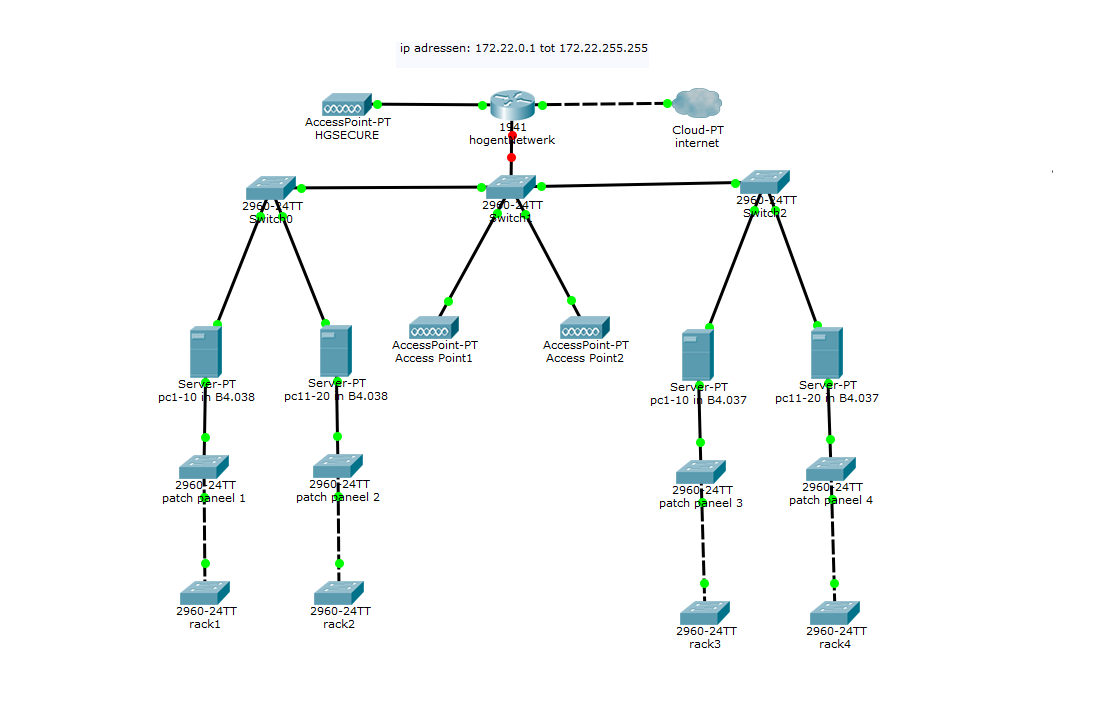 ip adressen: 172.22.0.1 tot 172.22.255.255
AccessPoint-PT
HGSECURE
1941
hogentNetwerk
Cloud-PT
internet
2960-24TT
Switch0
2960-24TT
Switch1
2960-24TT
Switch2
AccessPoint-PT
Access Point1
AccessPoint-PT
Access Point2
Server-PT
pc1-10 in B4.038
Server-PT
pc11-20 in B4.038
Server-PT
pc1-10 in B4.037
Server-PT
pc11-20 in B4.037
2960-24TT
patch paneel 1
2960-24TT
patch paneel 2
2960-24TT
patch paneel 3
2960-24TT
patch paneel 4
2960-24TT
rack1
2960-24TT
rack2
2960-24TT
rack3
2960-24TT
rack4